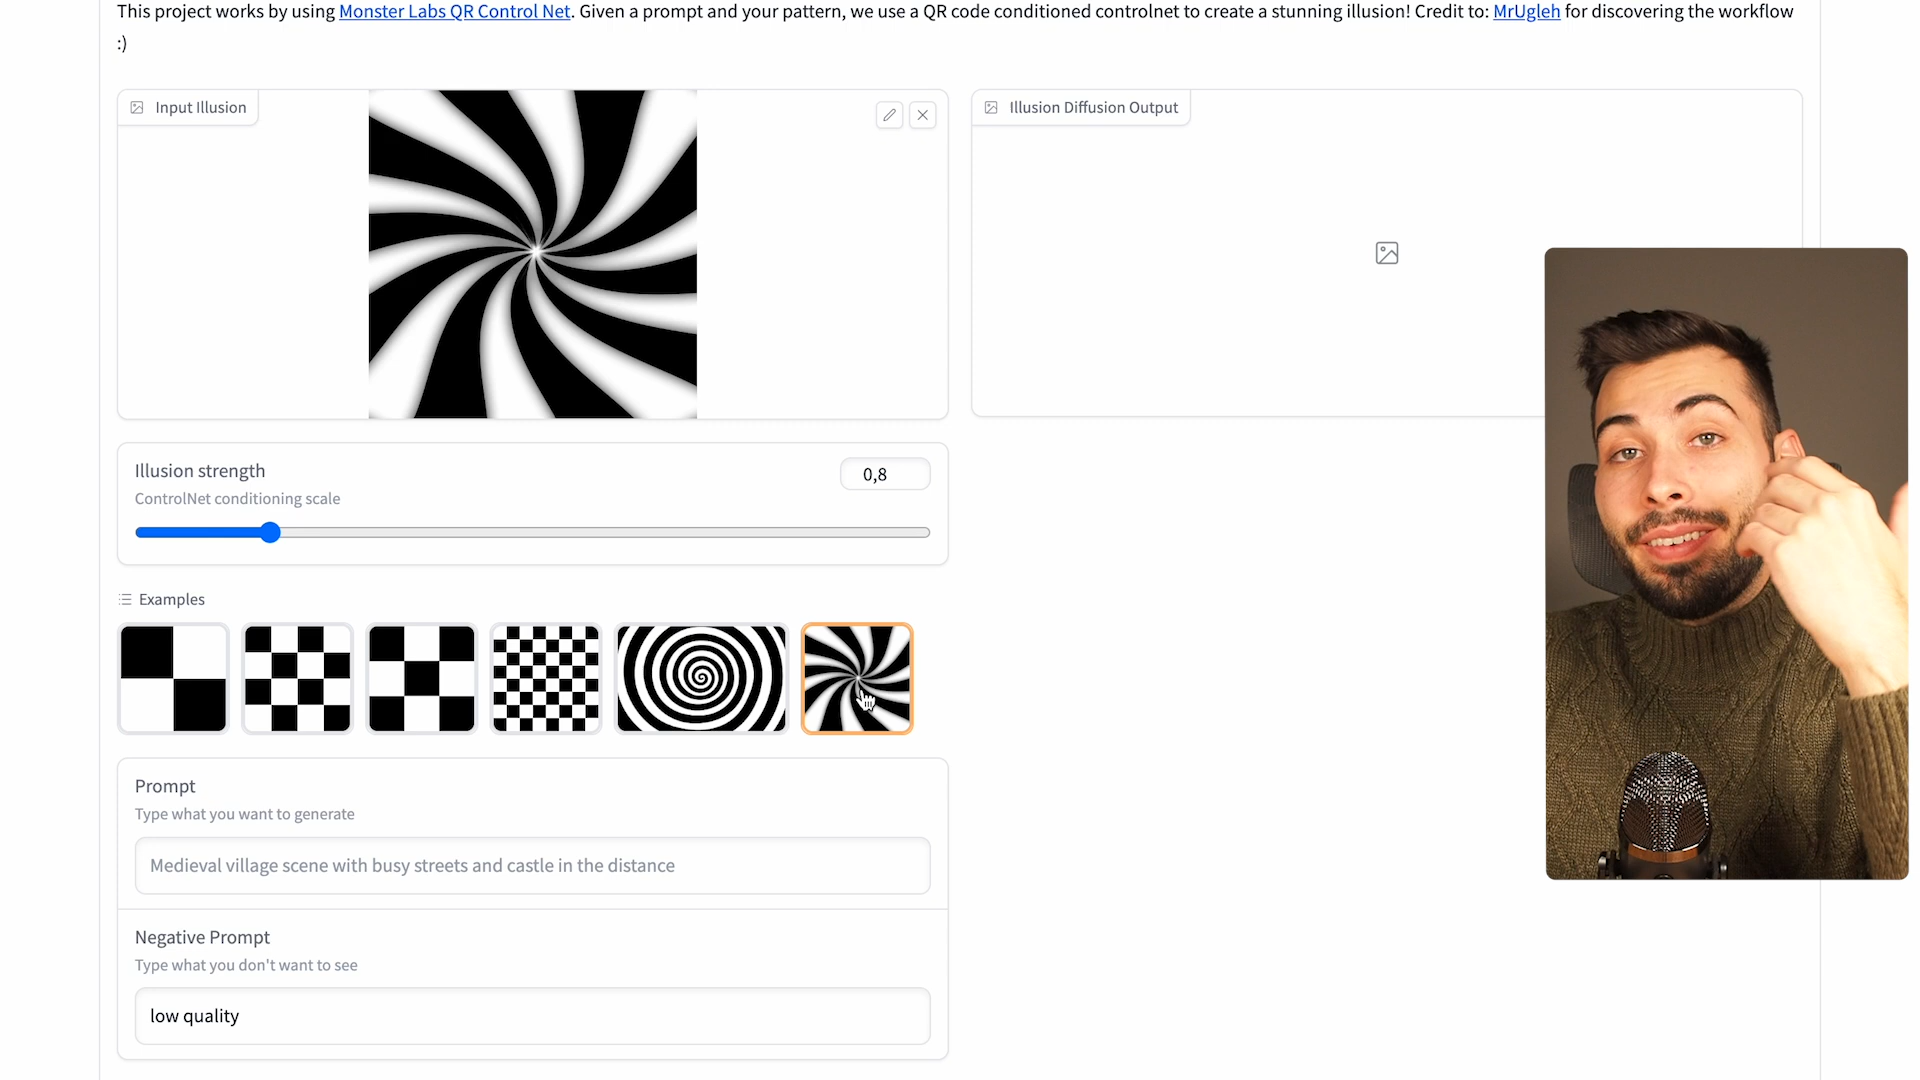 This project works by using Monster Labs QR Control Net. Given a prompt and your pattern, we use a QR code conditioned controlnet to create a stunning illusion! Credit to: MrUgleh for discovering the workflow
:)
Input Illusion
Illusion Diffusion Output
Illusion strength
0,8
ControlNet conditioning scale
Examples
Prompt
Type what you want to generate
Medieval village scene with busy streets and castle in the distance
Negative Prompt
Type what you don't want to see
low quality